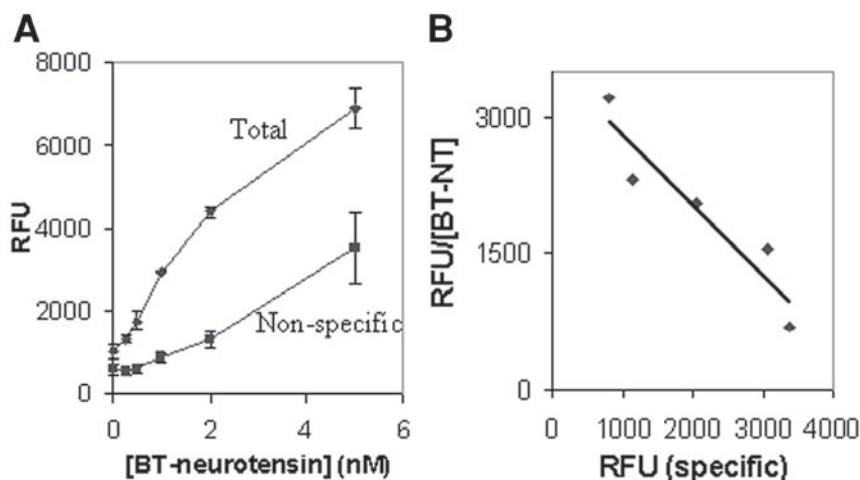 A
8000
6000
4000
2000
0
RFU
Total
Non-specific
0 2 4 6
[BT-neurotensin] (nM)
B
3000
1500
0
RFU/[BT-NT]
0 1000 2000 3000 4000
RFU (specific)